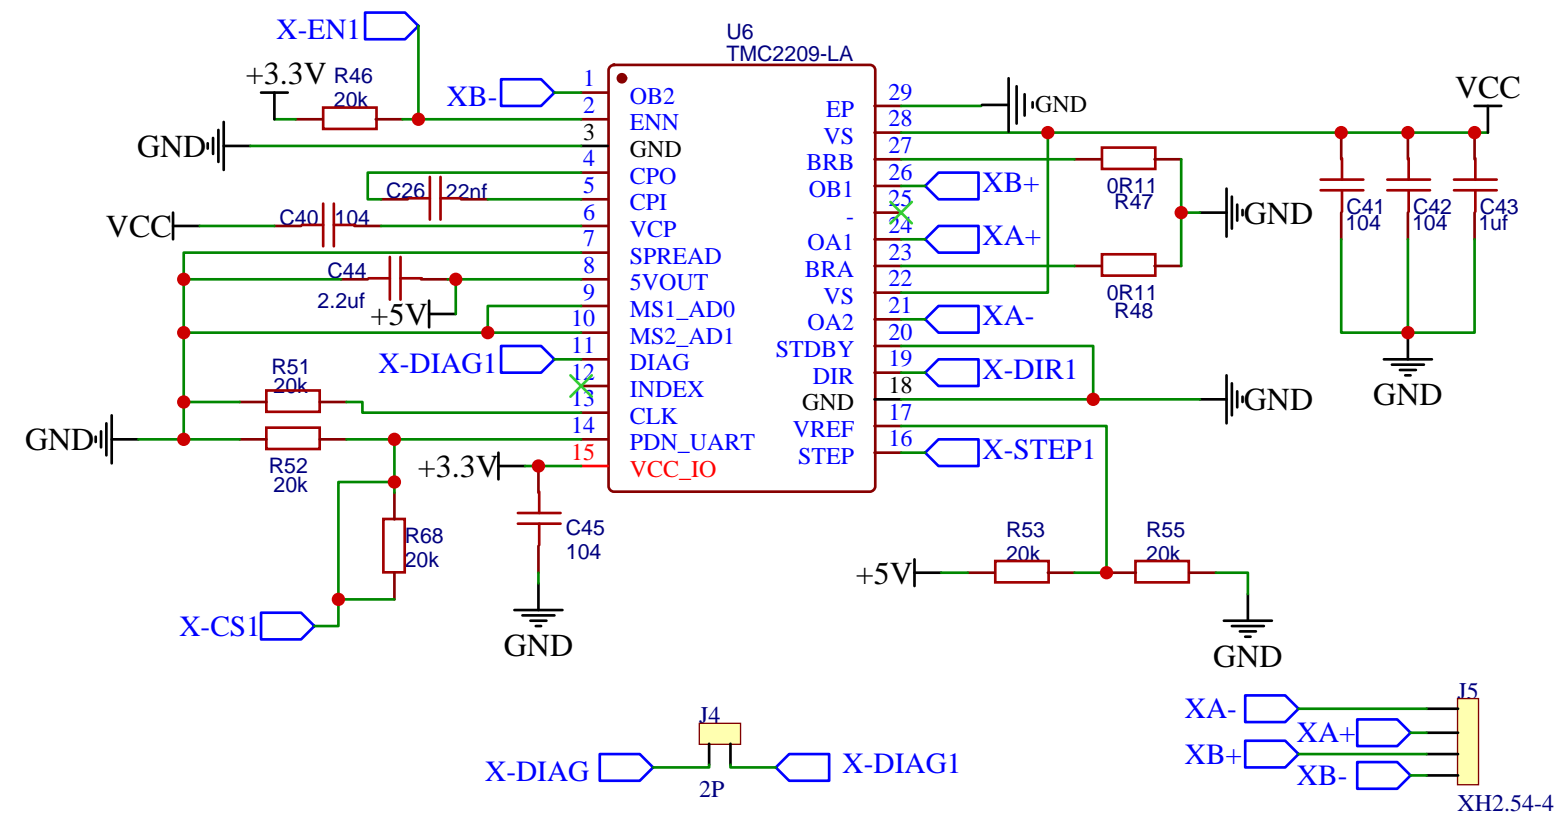 X-EN1
U6
TMC2209-LA
+3.3V
R46
20k
XB-
1
OB2
2
ENN
GND
3
GND
4
CPO
C26
22nf
5
CPI
VCC
C40
104
6
VCP
7
SPREAD
C44
2.2uf
8
5VOUT
+5V
9
MS1_AD0
10
MS2_AD1
X-DIAG1
11
DIAG
12
INDEX
R51
20k
13
CLK
GND
14
PDN_UART
R52
20k
+3.3V
15
VCC_IO
R68
20k
C45
104
X-CS1
GND
29
EP
GND
28
VS
VCC
27
BRB
0R11
R47
26
OB1
XB+
25
-
GND
24
OA1
XA+
23
BRA
0R11
R48
22
VS
21
OA2
XA-
20
STDBY
19
DIR
X-DIR1
18
GND
GND
17
VREF
16
STEP
X-STEP1
C41
104
C42
104
C43
1uf
GND
+5V
R53
20k
R55
20k
GND
J4
X-DIAG
X-DIAG1
2P
J5
XA-
XA+
XB+
XB-
XH2.54-4